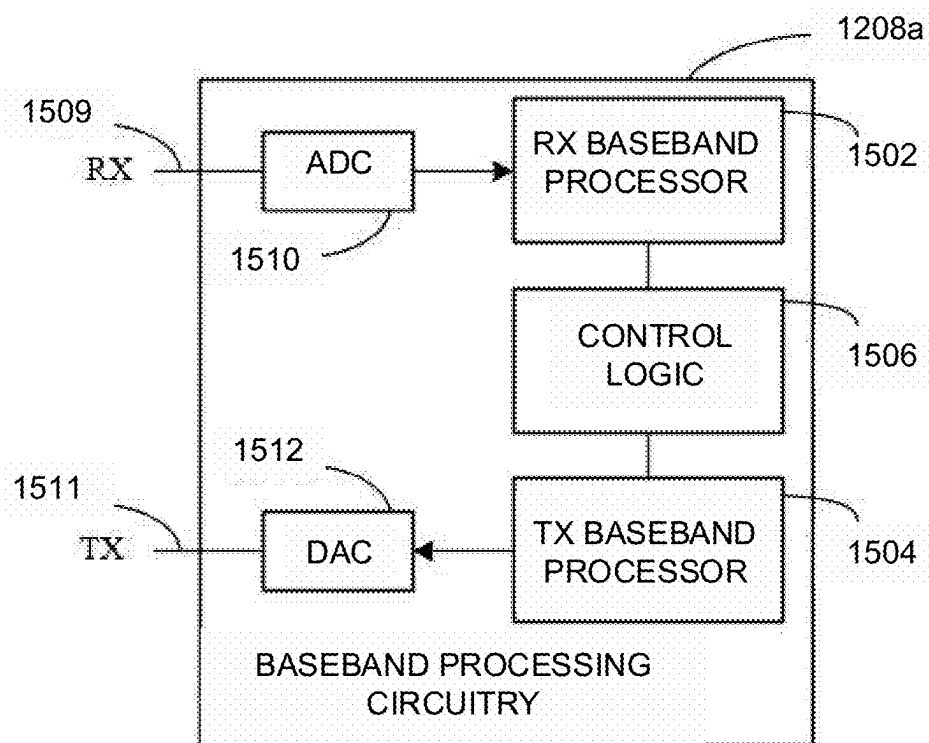 1208a
1509
RX
ADC
1510
RX BASEBAND
PROCESSOR
1502
CONTROL
LOGIC
1506
1512
1511
TX
DAC
TX BASEBAND
PROCESSOR
1504
BASEBAND PROCESSING
CIRCUITRY